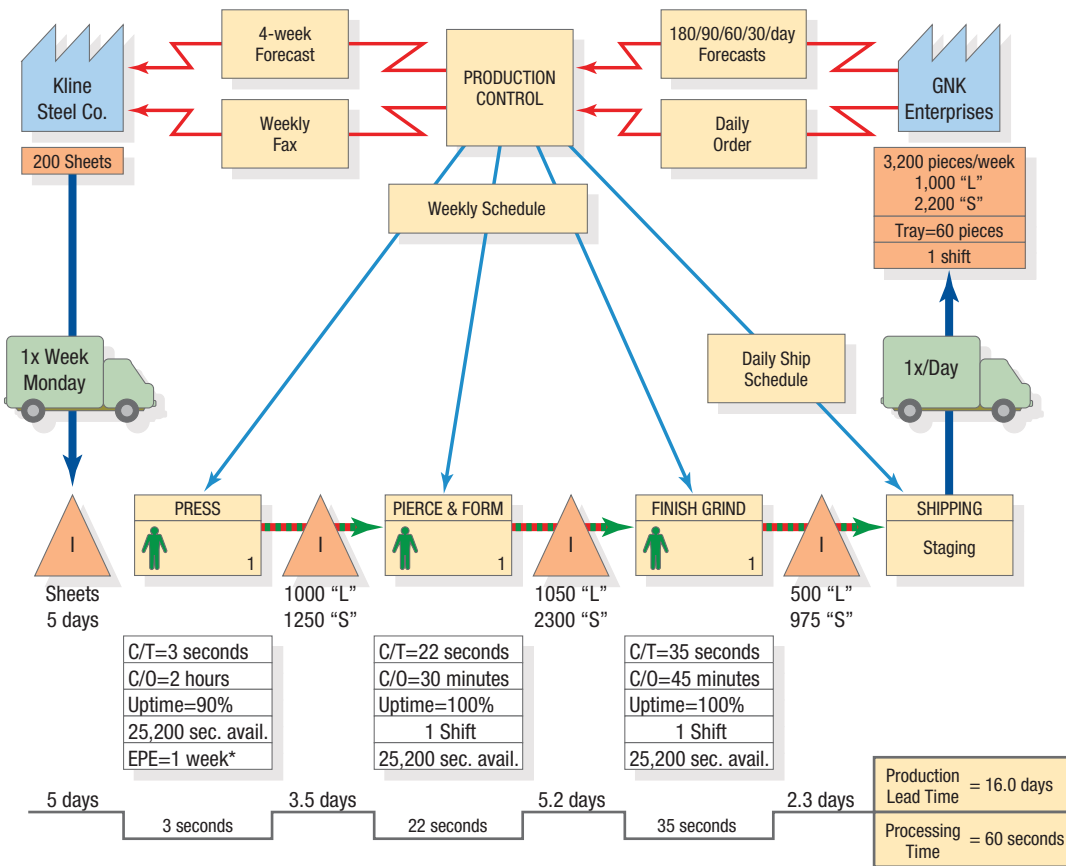 Kline
Steel Co.
4-week
Forecast
Weekly
Fax
PRODUCTION
CONTROL
180/90/60/30/day
Forecasts
Daily
Order
GNK
Enterprises
200 Sheets
3,200 pieces/week
1,000 “L”
2,200 “S”
Tray=60 pieces
1 shift
Weekly Schedule
1x Week
Monday
Daily Ship
Schedule
1x/Day
I
Sheets
5 days
PRESS
1
I
1000 “L”
1250 “S”
PIERCE & FORM
1
I
1050 “L”
2300 “S”
FINISH GRIND
1
I
500 “L”
975 “S”
SHIPPING
Staging
C/T=3 seconds
C/O=2 hours
Uptime=90%
25,200 sec. avail.
EPE=1 week*
C/T=22 seconds
C/O=30 minutes
Uptime=100%
1 Shift
25,200 sec. avail.
C/T=35 seconds
C/O=45 minutes
Uptime=100%
1 Shift
25,200 sec. avail.
5 days
3 seconds
3.5 days
22 seconds
5.2 days
35 seconds
2.3 days
Production
Lead Time = 16.0 days
Processing
Time = 60 seconds